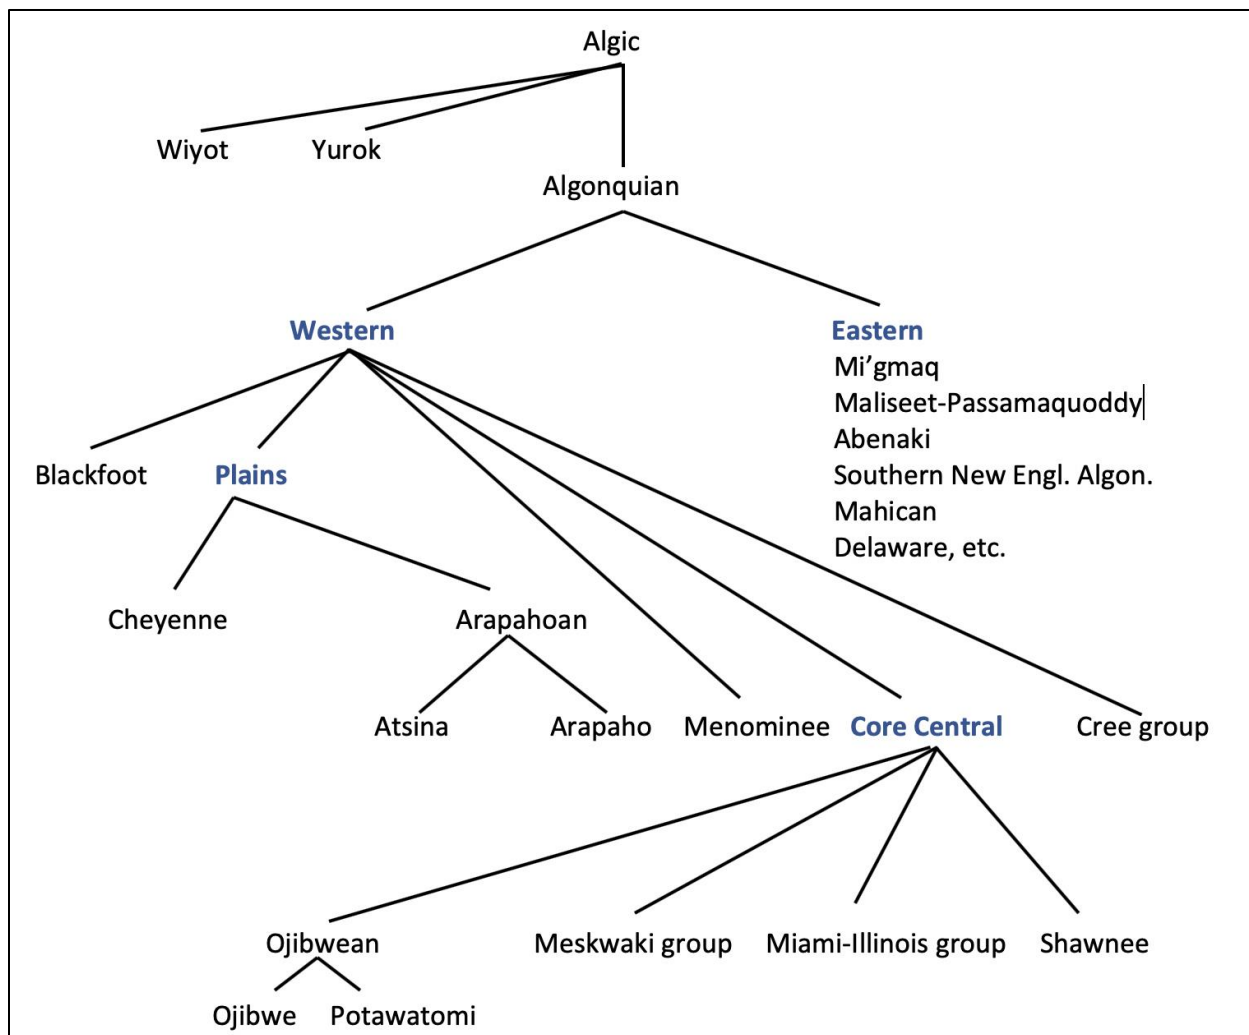 Algic
Wiyot Yurok
Algonquian
Western Eastern
Mi’gmaq
Maliseet-Passamaquoddy
Abenaki
Blackfoot Plains Southern New Engl. Algon.
Mahican
Delaware, etc.
Cheyenne Arapahoan
Atsina Arapaho Menominee Core Central Cree group
Ojibwean Meskwaki group Miami-Illinois group Shawnee
Ojibwe Potawatomi